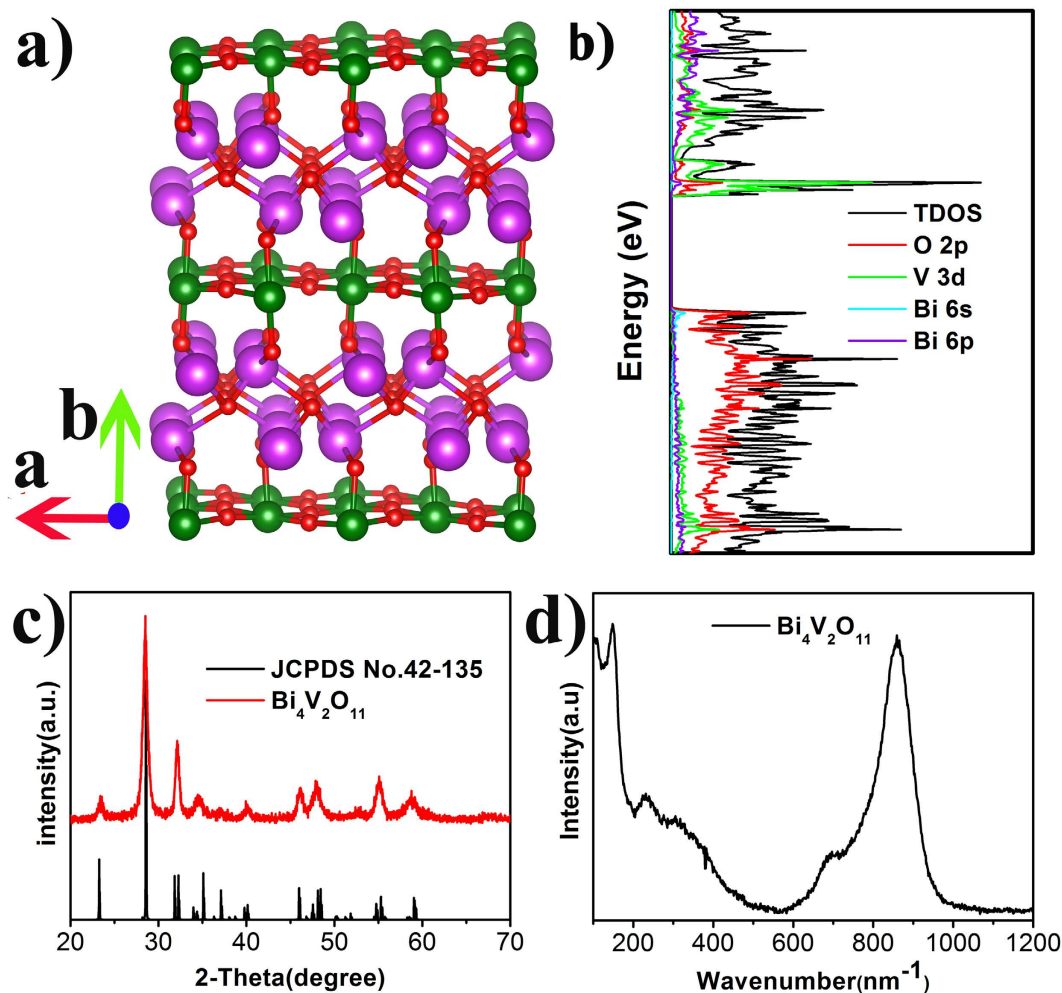 a)
b
a
b)
Energy (eV)
TDOS
O 2p
V 3d
Bi 6s
Bi 6p
c)
intensity(a.u.)
JCPDS No.42-135
Bi₄V₂O₁₁
20 30 40 50 60 70
2-Theta(degree)
d)
Intensity(a.u)
Bi₄V₂O₁₁
200 400 600 800 1000 1200
Wavenumber(nm⁻¹)